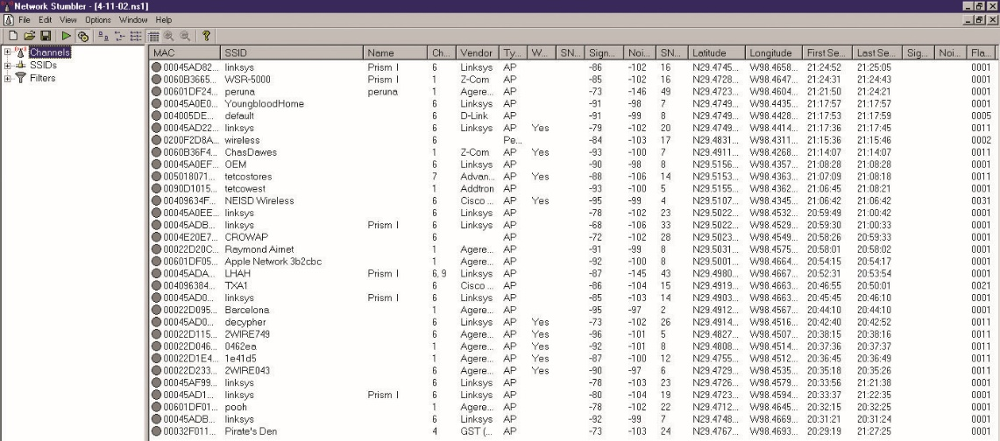 Network Stumbler - [4-11-02.ns1]
File Edit View Options Window Help
Channels
SSIDs
Filters
MAC SSID Name Ch... Vendor Ty... W... SN... Sign... Noi... SN... Latitude Longitude First Se... Last Se... Sig... Noi... Fla...
00045AD82... linksys Prism I 6 Linksys AP -86 -102 16 N29.4745... W98.4658... 21:24:52 21:25:05 0001
0060B3665... WSR-5000 Prism I 1 Z-Com AP -85 -102 16 N29.4728... W98.4647... 21:24:31 21:24:43 0001
00601DF24... peruna peruna 1 Agere... AP -73 -146 49 N29.4723... W98.4604... 21:21:50 21:24:21 0001
00045A0E0... YoungbloodHome 6 Linksys AP -91 -98 7 N29.4749... W98.4435... 21:17:57 21:17:57 0001
004005DE... default 6 D-Link AP -91 -99 8 N29.4749... W98.4428... 21:17:53 21:17:59 0005
00045AD22... linksys 6 Linksys AP Yes -79 -102 20 N29.4749... W98.4414... 21:17:36 21:17:45 0011
0200F2D8A... wireless 6 Pe... -84 -103 17 N29.4831... W98.4311... 21:15:36 21:15:46 0002
0060B36F4... ChasDawes 1 Z-Com AP Yes -93 -100 7 N29.4911... W98.4268... 21:14:07 21:14:07 0011
00045A0EF... OEM 6 Linksys AP -90 -98 8 N29.5156... W98.4357... 21:08:28 21:08:28 0001
005018071... tetcostores 7 Advan... AP Yes -88 -106 14 N29.5153... W98.4363... 21:07:09 21:08:18 0011
0090D1015... tetcowest 1 Addtron AP -93 -100 5 N29.5155... W98.4362... 21:06:45 21:08:21 0001
00409634F... NEISD Wireless 6 Cisco ... AP Yes -95 -99 4 N29.5107... W98.4345... 21:06:42 21:06:42 0031
00045A0EE... linksys 6 Linksys AP -78 -102 23 N29.5022... W98.4532... 20:59:49 21:00:42 0001
00045ADB... linksys Prism I 6 Linksys AP -68 -106 33 N29.5022... W98.4529... 20:59:30 21:00:33 0001
0004E20E7... CROWAP 6 AP -72 -102 28 N29.5023... W98.4549... 20:58:26 20:59:33 0001
00022D20C... Raymond Airnet 1 Agere... AP -91 -99 8 N29.5031... W98.4575... 20:58:01 20:58:02 0001
00601DF05... Apple Network 3b2cbc 1 Agere... AP -92 -100 8 N29.5001... W98.4664... 20:54:15 20:54:17 0001
00045ADA... LHAH Prism I 6, 9 Linksys AP -87 -145 43 N29.4980... W98.4667... 20:52:31 20:53:54 0001
004096384... TXA1 6 Cisco ... AP -86 -104 15 N29.4919... W98.4663... 20:46:55 20:50:01 0021
00045AD0... linksys Prism I 6 Linksys AP -85 -103 14 N29.4903... W98.4663... 20:45:45 20:46:10 0001
00022D095... Barcelona 1 Agere... AP -95 -97 2 N29.4912... W98.4567... 20:44:10 20:44:10 0001
00045AD0... decypher 6 Linksys AP Yes -73 -102 26 N29.4914... W98.4516... 20:42:40 20:42:52 0011
00022D115... 2WIRE749 6 Agere... AP Yes -96 -101 5 N29.4827... W98.4507... 20:38:15 20:38:16 0011
00022D046... 0462ea 1 Agere... AP Yes -92 -101 8 N29.4808... W98.4514... 20:37:36 20:37:37 0011
00022D1E4... 1e41d5 1 Agere... AP Yes -87 -100 12 N29.4755... W98.4512... 20:36:45 20:36:49 0011
00022D233... 2WIRE043 6 Agere... AP Yes -90 -97 6 N29.4729... W98.4535... 20:35:18 20:35:26 0011
00045AF99... linksys 6 Linksys AP -78 -103 23 N29.4726... W98.4579... 20:33:56 21:21:38 0001
00045AD1... linksys Prism I 6 Linksys AP -80 -104 19 N29.4723... W98.4594... 20:33:37 20:22:35 0001
00601DF01... pooh 1 Agere... AP -78 -102 22 N29.4712... W98.4645... 20:32:15 20:32:25 0001
00045ADB... linksys 6 Linksys AP -92 -99 7 N29.4748... W98.4669... 20:31:21 20:31:24 0001
00032F011... Pirate's Den 4 GST (... AP -73 -103 24 N29.4767... W98.4693... 20:29:19 21:27:25 0001